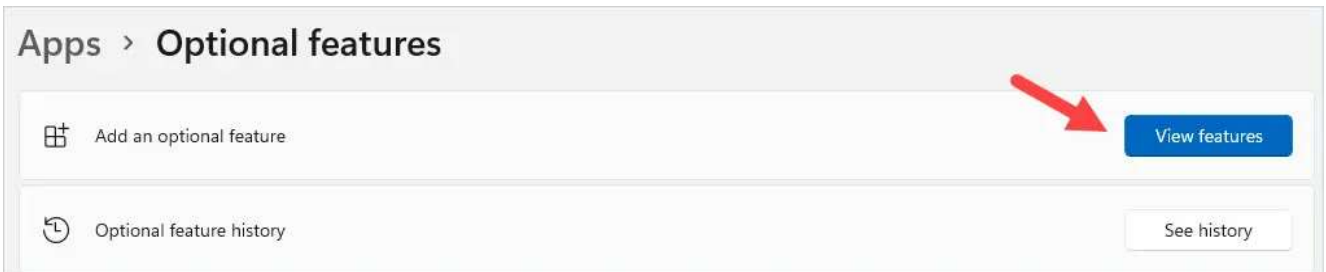 Apps > Optional features
Add an optional feature
View features
Optional feature history
See history